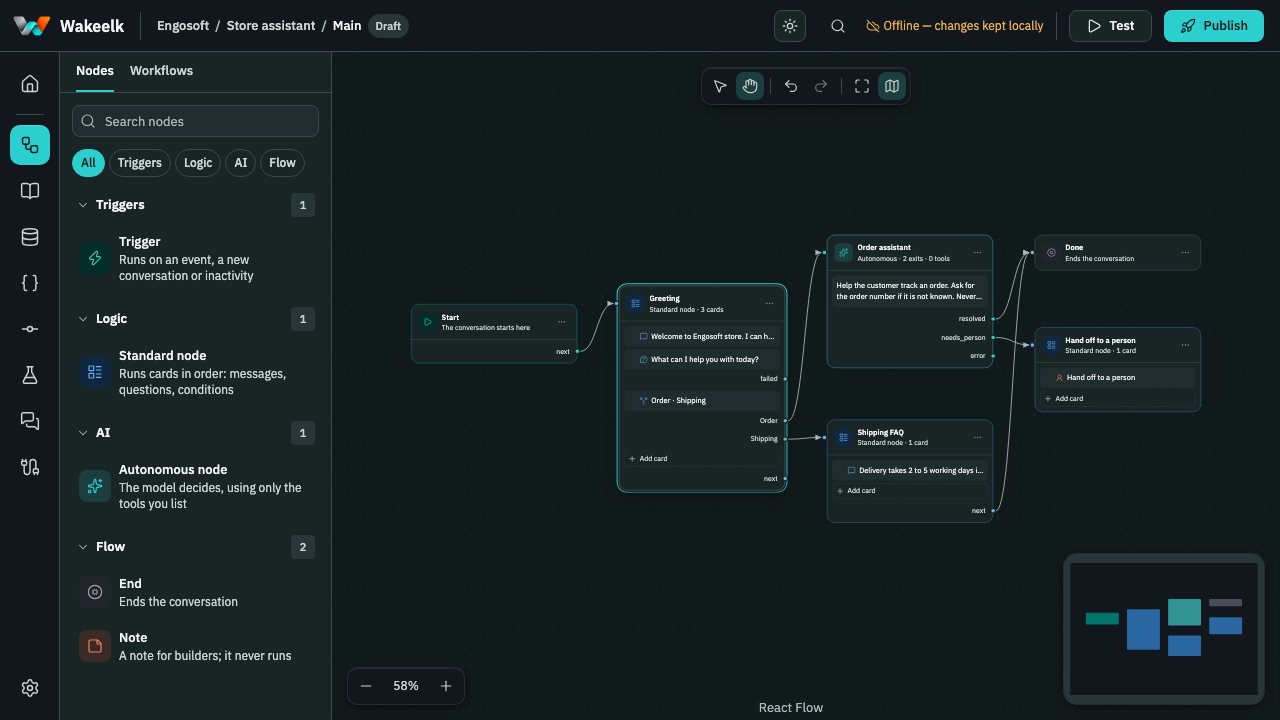 Wakeelk
Engosoft / Store assistant / Main Draft
Offline — changes kept locally
Test
Publish
Nodes Workflows
Search nodes
All Triggers Logic AI Flow
Triggers 1
Trigger
Runs on an event, a new
conversation or inactivity
Logic 1
Standard node
Runs cards in order: messages,
questions, conditions
AI 1
Autonomous node
The model decides, using only the
tools you list
Flow 2
End
Ends the conversation
Note
A note for builders; it never runs
Start
The conversation starts here
next
Greeting
Standard node · 3 cards
Welcome to Engosoft store. I can h...
What can I help you with today?
failed
Order · Shipping
Order
Shipping
Add card
next
Order assistant
Autonomous · 2 exits · 0 tools
Help the customer track an order. Ask for
the order number if it is not known. Never...
resolved
needs_person
error
Shipping FAQ
Standard node · 1 card
Delivery takes 2 to 5 working days i...
Add card
next
Done
Ends the conversation
Hand off to a person
Standard node · 1 card
Hand off to a person
Add card
58%
React Flow